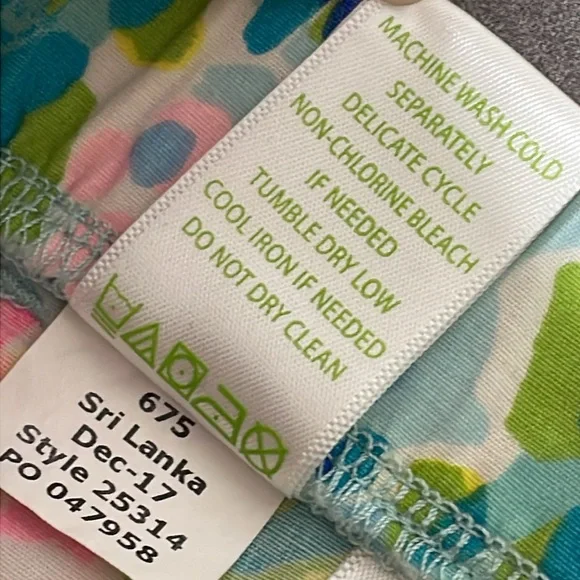 MACHINE WASH COLD
SEPARATELY
DELICATE CYCLE
NON-CHLORINE BLEACH
IF NEEDED
TUMBLE DRY LOW
COOL IRON IF NEEDED
DO NOT DRY CLEAN
675
Sri Lanka
Dec-17
Style 25314
PO 047958